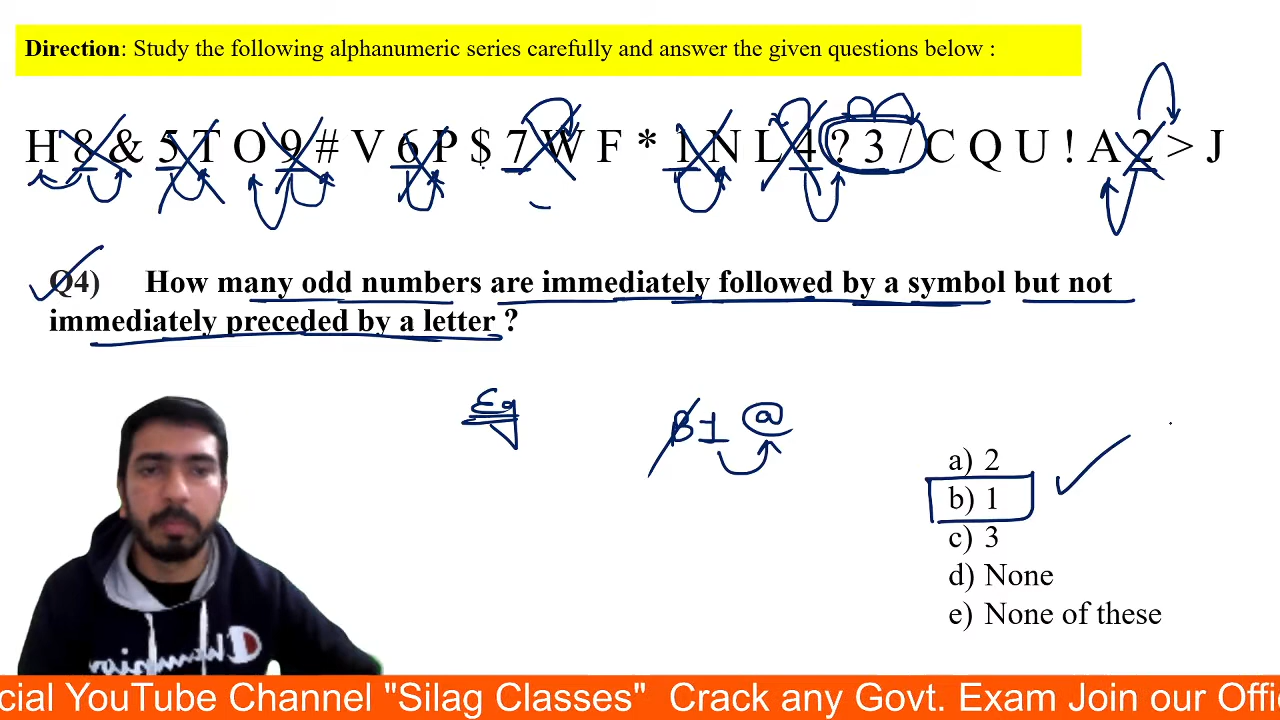 Direction: Study the following alphanumeric series carefully and answer the given questions below :
H 8 & 5 T O 9 # V 6 P $ 7 W F * 1 N L 4 ? 3 / C Q U ! A 2 > J
Q4) How many odd numbers are immediately followed by a symbol but not
immediately preceded by a letter ?
Eg
B 1 @
a) 2
b) 1
c) 3
d) None
e) None of these
Champion
cial YouTube Channel "Silag Classes" Crack any Govt. Exam Join our Offi